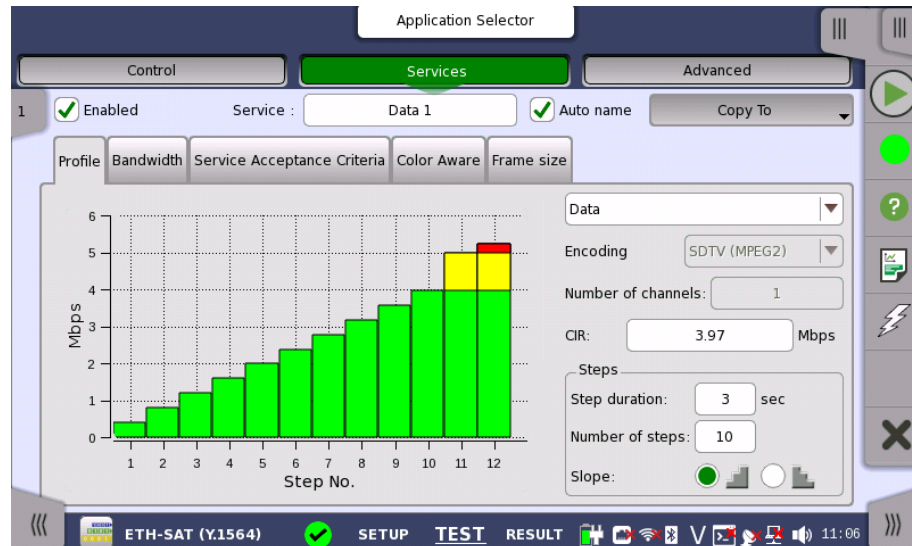 Application Selector
Control Services Advanced
1 Enabled Service : Data 1 Auto name Copy To
Profile Bandwidth Service Acceptance Criteria Color Aware Frame size
Data
Encoding SDTV (MPEG2)
Number of channels: 1
CIR: 3.97 Mbps
Steps
Step duration: 3 sec
Number of steps: 10
Slope:
6
5
4
3
2
1
0
Mbps
1 2 3 4 5 6 7 8 9 10 11 12
Step No.
ETH-SAT (Y.1564) SETUP TEST RESULT V 11:06